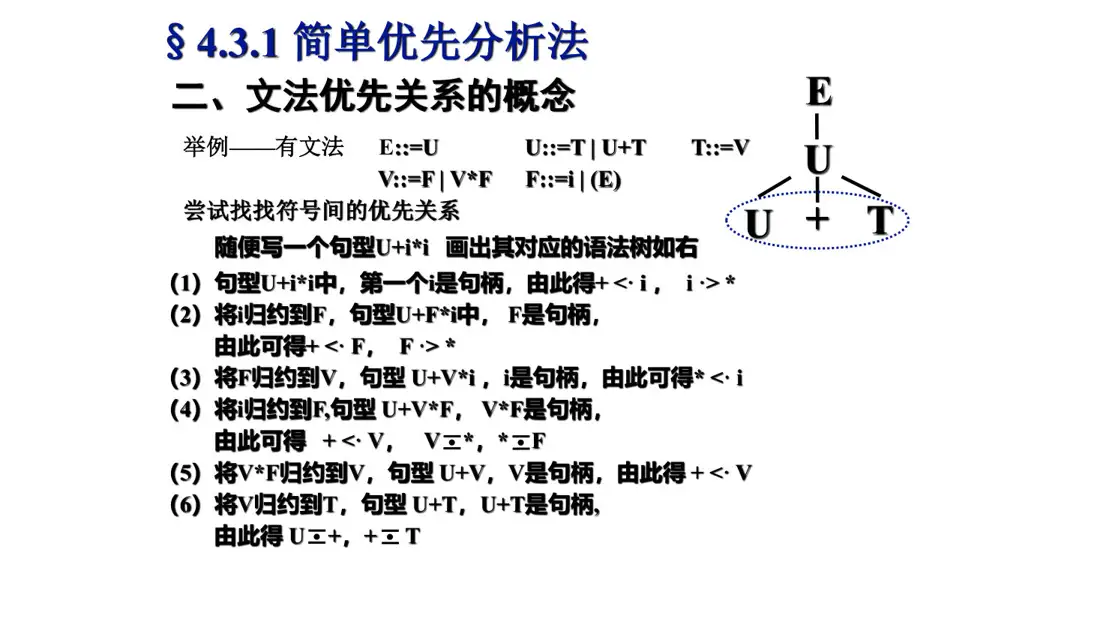 §4.3.1 简单优先分析法
二、文法优先关系的概念
举例——有文法 E::=U U::=T | U+T T::=V
V::=F | V*F F::=i | (E)
尝试找找符号间的优先关系
随便写一个句型U+i*i 画出其对应的语法树如右
(1) 句型U+i*i中，第一个i是句柄，由此得+ <· i ， i ·> *
(2) 将i归约到F，句型U+F*i中， F是句柄，
由此可得+ <· F， F ·> *
(3) 将F归约到V，句型 U+V*i ，i是句柄，由此可得* <· i
(4) 将i归约到F,句型 U+V*F， V*F是句柄，
由此可得 + <· V， V⩪*，*⩪F
(5) 将V*F归约到V，句型 U+V，V是句柄，由此得 + <· V
(6) 将V归约到T，句型 U+T，U+T是句柄,
由此得 U⩪+，+⩪ T
E
U
U + T